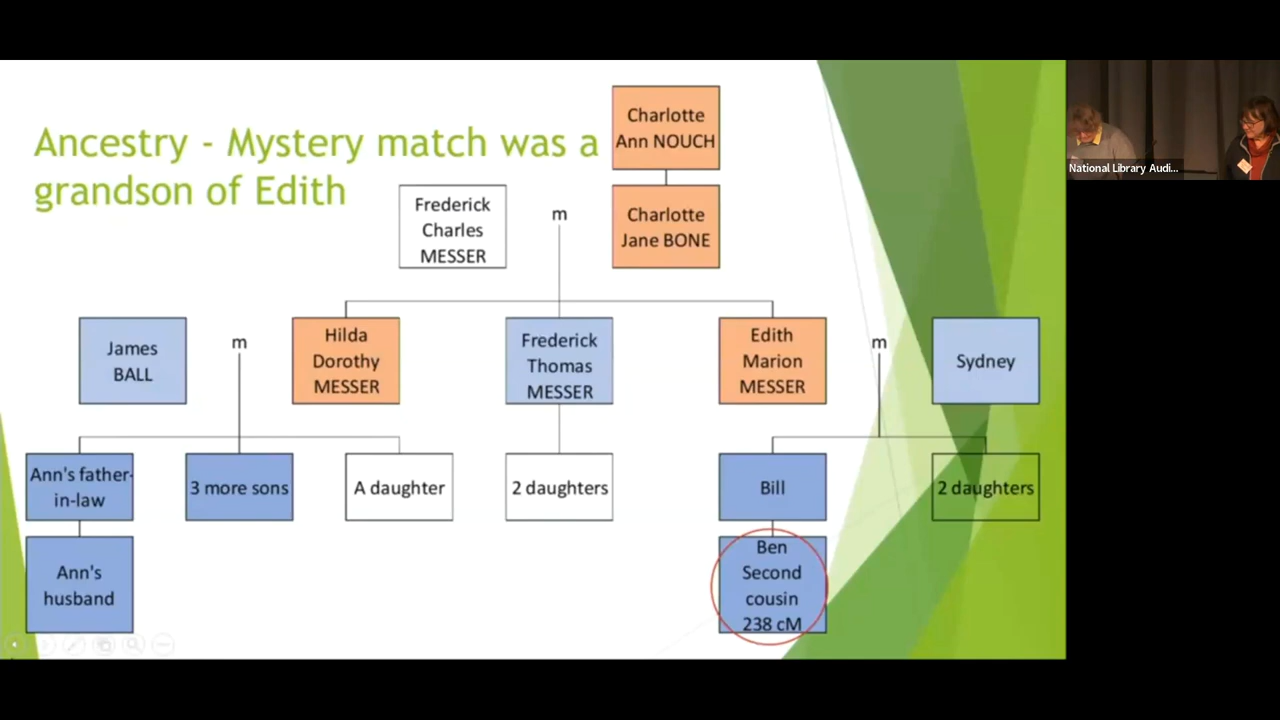 Ancestry - Mystery match was a
grandson of Edith
Charlotte
Ann NOUCH
Frederick
Charles
MESSER
m
Charlotte
Jane BONE
James
BALL
m
Hilda
Dorothy
MESSER
Frederick
Thomas
MESSER
Edith
Marion
MESSER
m
Sydney
Ann's father-
in-law
3 more sons
A daughter
2 daughters
Bill
2 daughters
Ann's
husband
Ben
Second
cousin
238 cM
National Library Audi...